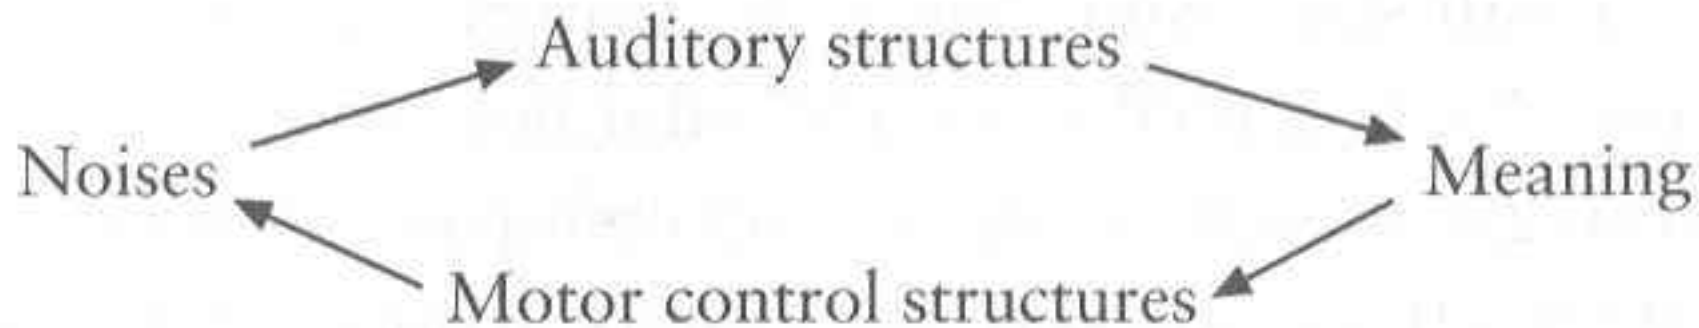 Auditory structures
Noises
Meaning
Motor control structures